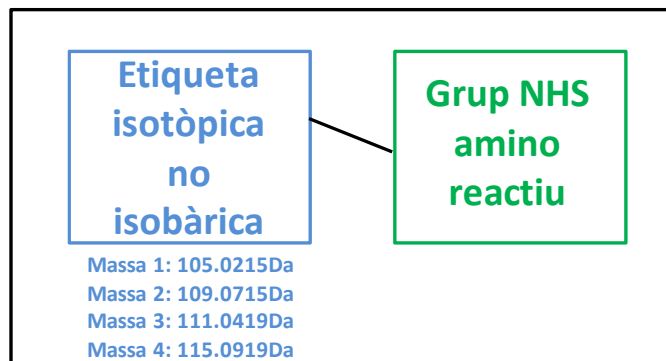 Etiqueta
isotòpica
no
isobàrica
Grup NHS
amino
reactiu
Massa 1: 105.0215Da
Massa 2: 109.0715Da
Massa 3: 111.0419Da
Massa 4: 115.0919Da